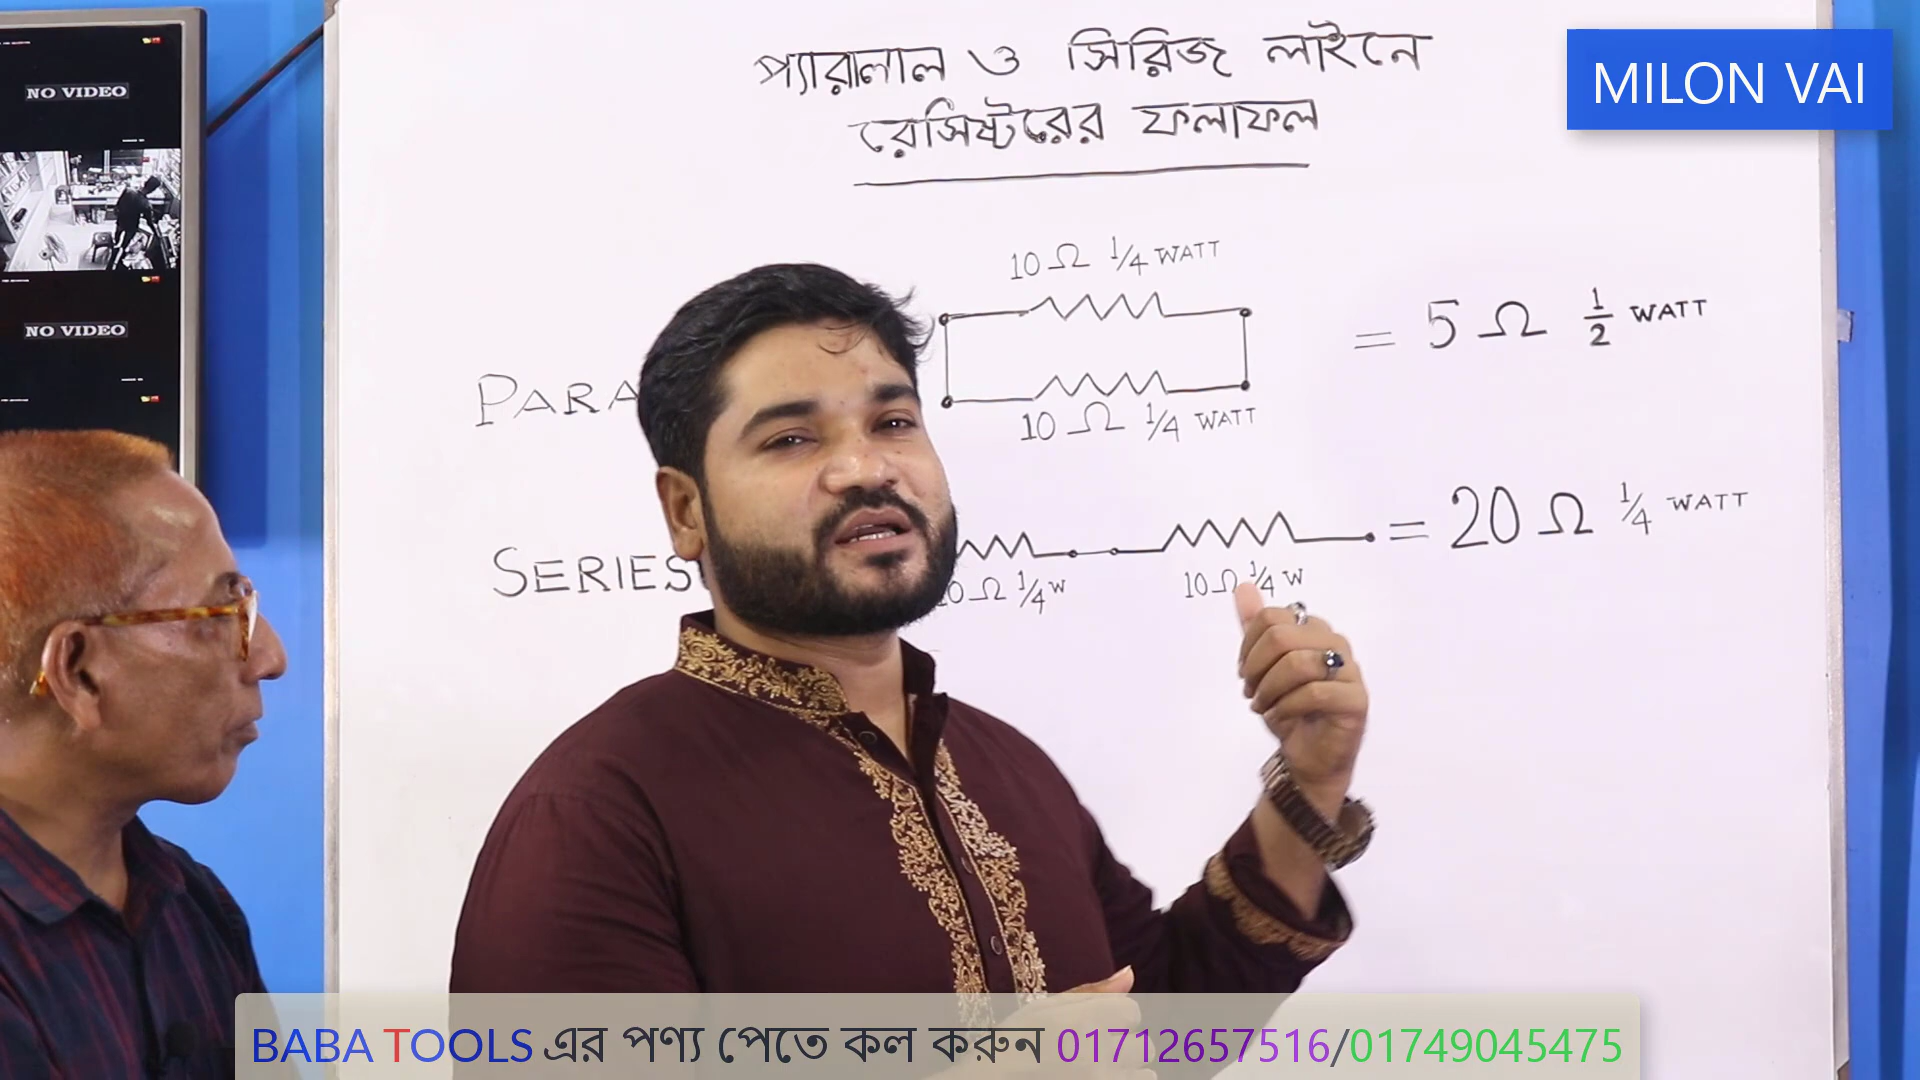 প্যারালাল ও সিরিজ লাইনে
রেসিষ্টরের ফলাফল
MILON VAI
NO VIDEO
NO VIDEO
10 Ω 1/4 WATT
PARA
10 Ω 1/4 WATT
= 5 Ω 1/2 WATT
SERIES
10 Ω 1/4 W
10 Ω 1/4 W
= 20 Ω 1/4 WATT
BABA TOOLS এর পণ্য পেতে কল করুন 01712657516/01749045475